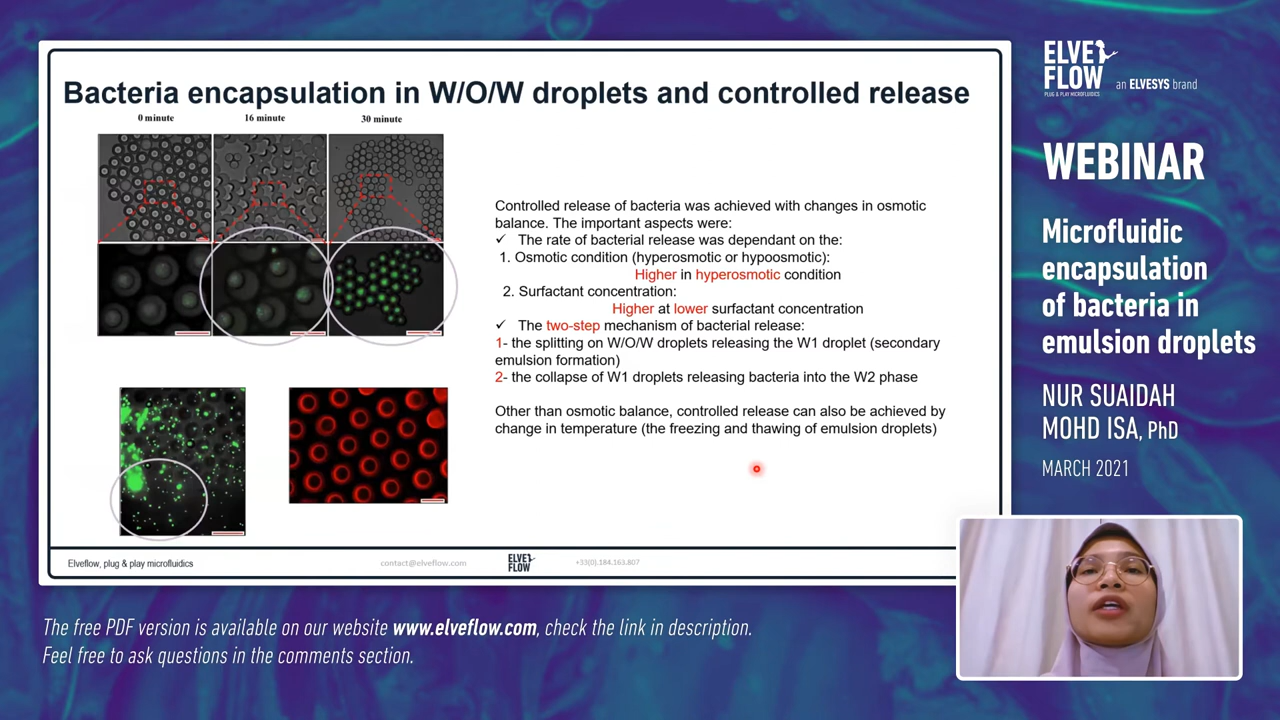 Bacteria encapsulation in W/O/W droplets and controlled release
0 minute
16 minute
30 minute
Controlled release of bacteria was achieved with changes in osmotic
balance. The important aspects were:
✓ The rate of bacterial release was dependant on the:
1. Osmotic condition (hyperosmotic or hypoosmotic):
Higher in hyperosmotic condition
2. Surfactant concentration:
Higher at lower surfactant concentration
✓ The two-step mechanism of bacterial release:
1- the splitting on W/O/W droplets releasing the W1 droplet (secondary
emulsion formation)
2- the collapse of W1 droplets releasing bacteria into the W2 phase
Other than osmotic balance, controlled release can also be achieved by
change in temperature (the freezing and thawing of emulsion droplets)
Elveflow, plug & play microfluidics
contact@elveflow.com
ELVE
FLOW
+33(0).184.163.807
ELVE
FLOW
PLUG & PLAY MICROFLUIDICS
an ELVESYS brand
WEBINAR
Microfluidic
encapsulation
of bacteria in
emulsion droplets
NUR SUAIDAH
MOHD ISA, PhD
MARCH 2021
The free PDF version is available on our website www.elveflow.com, check the link in description.
Feel free to ask questions in the comments section.